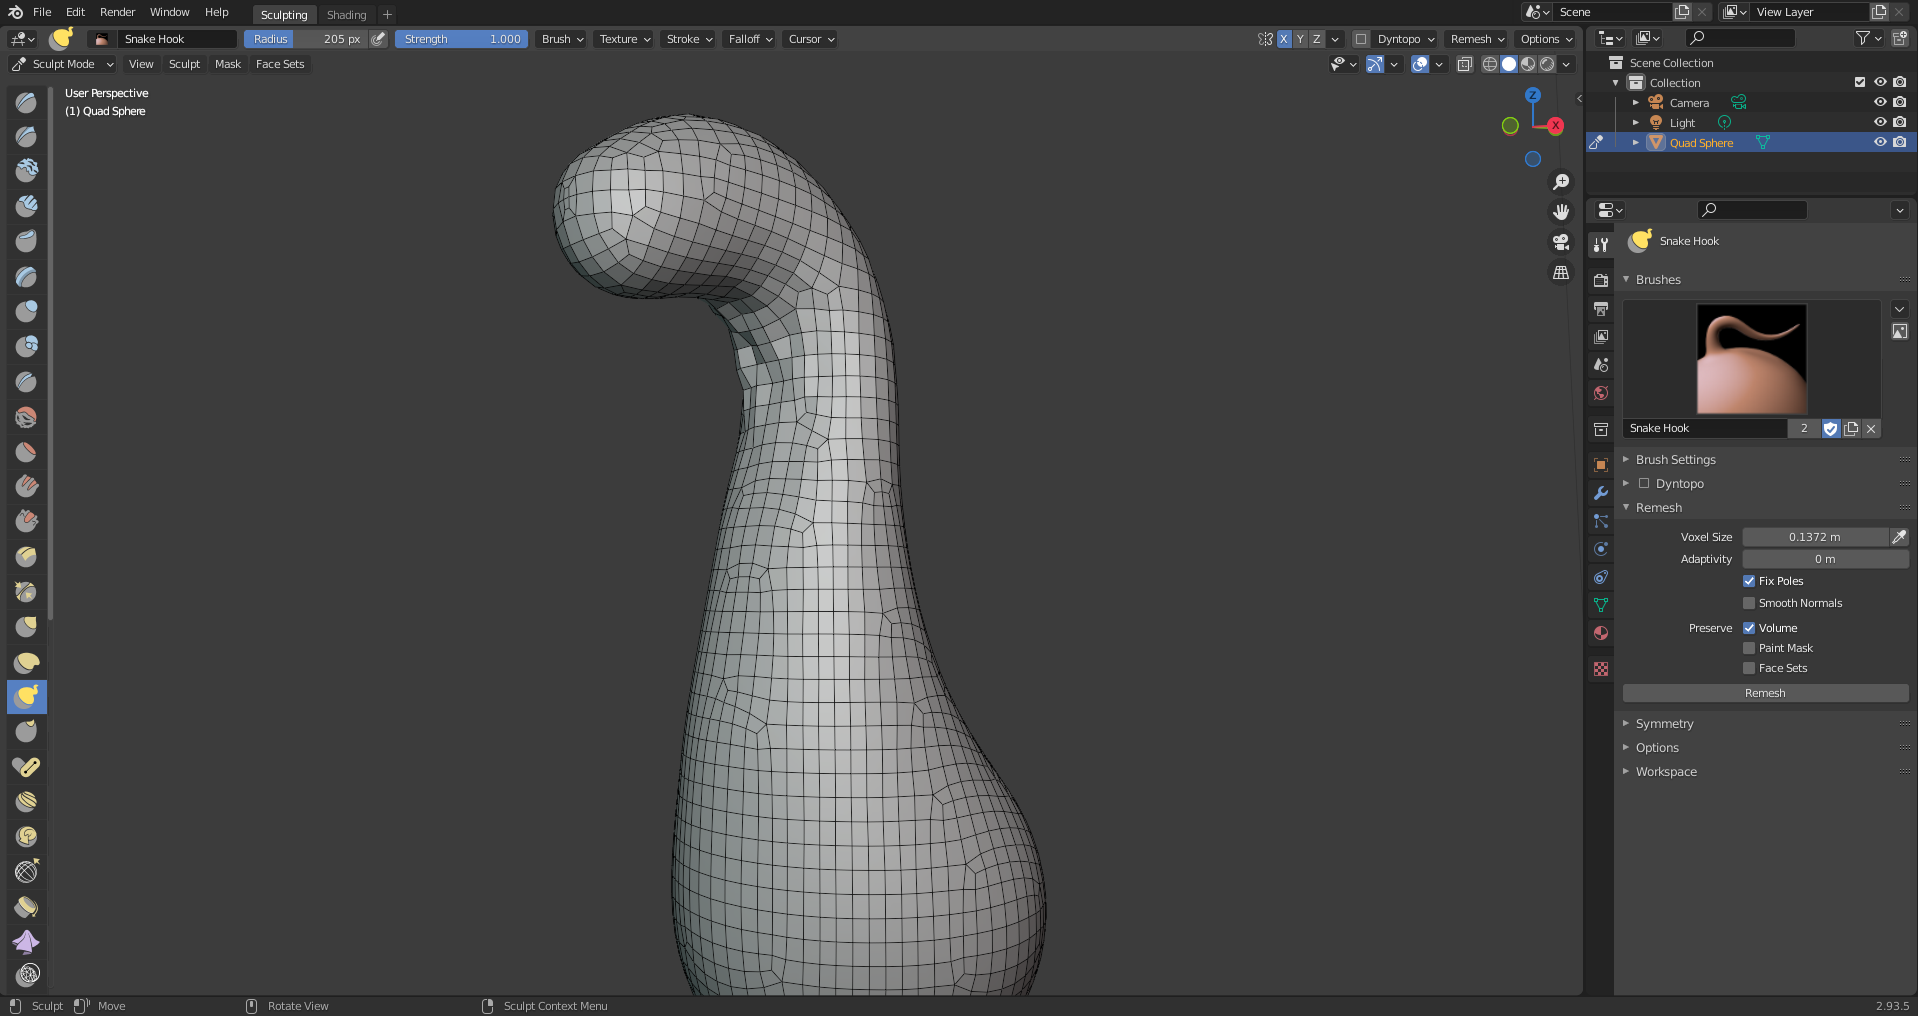 File Edit Render Window Help Sculpting Shading + Scene View Layer
Snake Hook Radius 205 px Strength 1.000 Brush Texture Stroke Falloff Cursor X Y Z Dyntopo Remesh Options
Sculpt Mode View Sculpt Mask Face Sets
User Perspective
(1) Quad Sphere
Z
X
Scene Collection
Collection
Camera
Light
Quad Sphere
Snake Hook
Brushes
Snake Hook 2
Brush Settings
Dyntopo
Remesh
Voxel Size 0.1372 m
Adaptivity 0 m
Fix Poles
Smooth Normals
Preserve Volume
Paint Mask
Face Sets
Remesh
Symmetry
Options
Workspace
Sculpt Move Rotate View Sculpt Context Menu 2.93.5